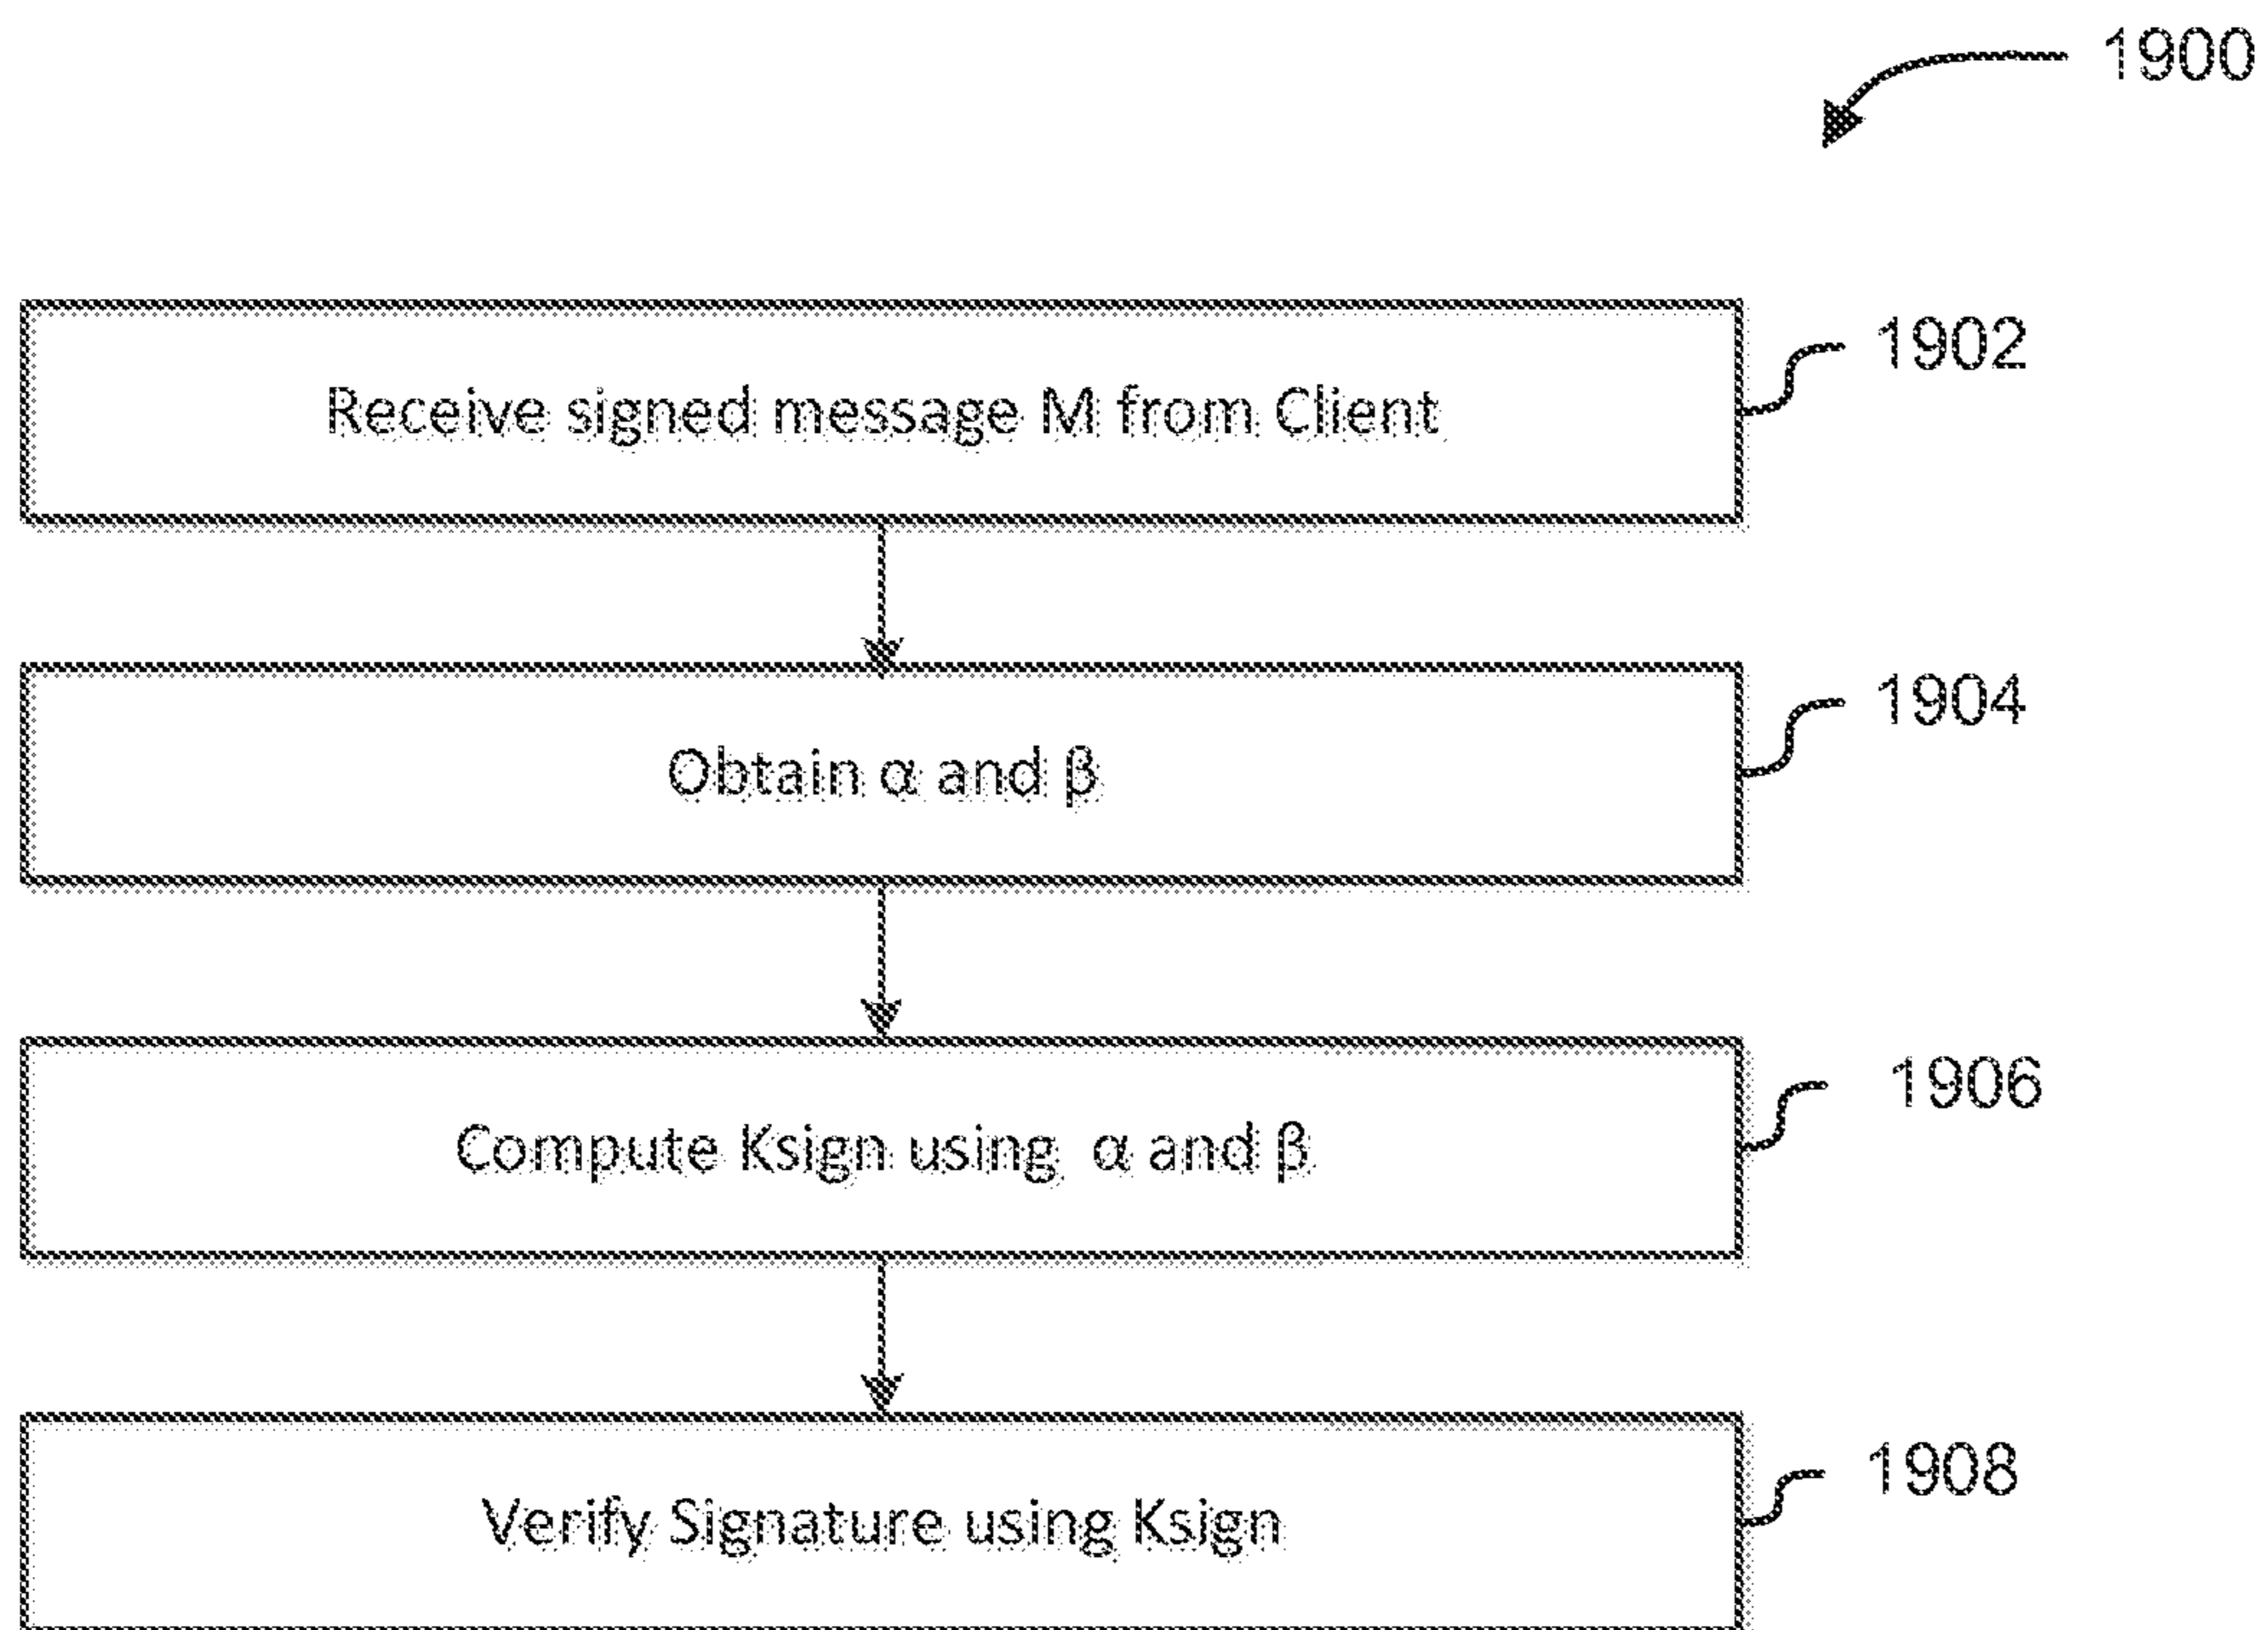 1900
Receive signed message M from Client
1902
Obtain α and β
1904
Compute Ksign using α and β
1906
Verify Signature using Ksign
1908